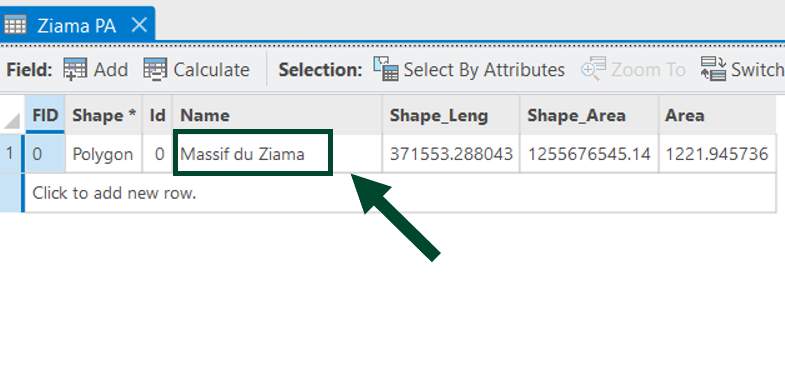 Ziama PA
Field: Add Calculate Selection: Select By Attributes Zoom To Switch
FID Shape * Id Name Shape_Leng Shape_Area Area
1 0 Polygon 0 Massif du Ziama 371553.288043 1255676545.14 1221.945736
Click to add new row.